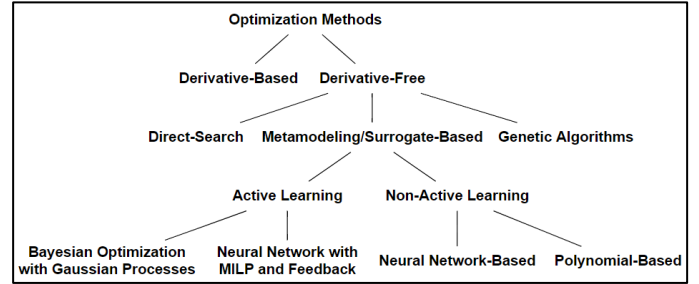 Optimization Methods
Derivative-Based
Derivative-Free
Direct-Search
Metamodeling/Surrogate-Based
Genetic Algorithms
Active Learning
Non-Active Learning
Bayesian Optimization
with Gaussian Processes
Neural Network with
MILP and Feedback
Neural Network-Based
Polynomial-Based